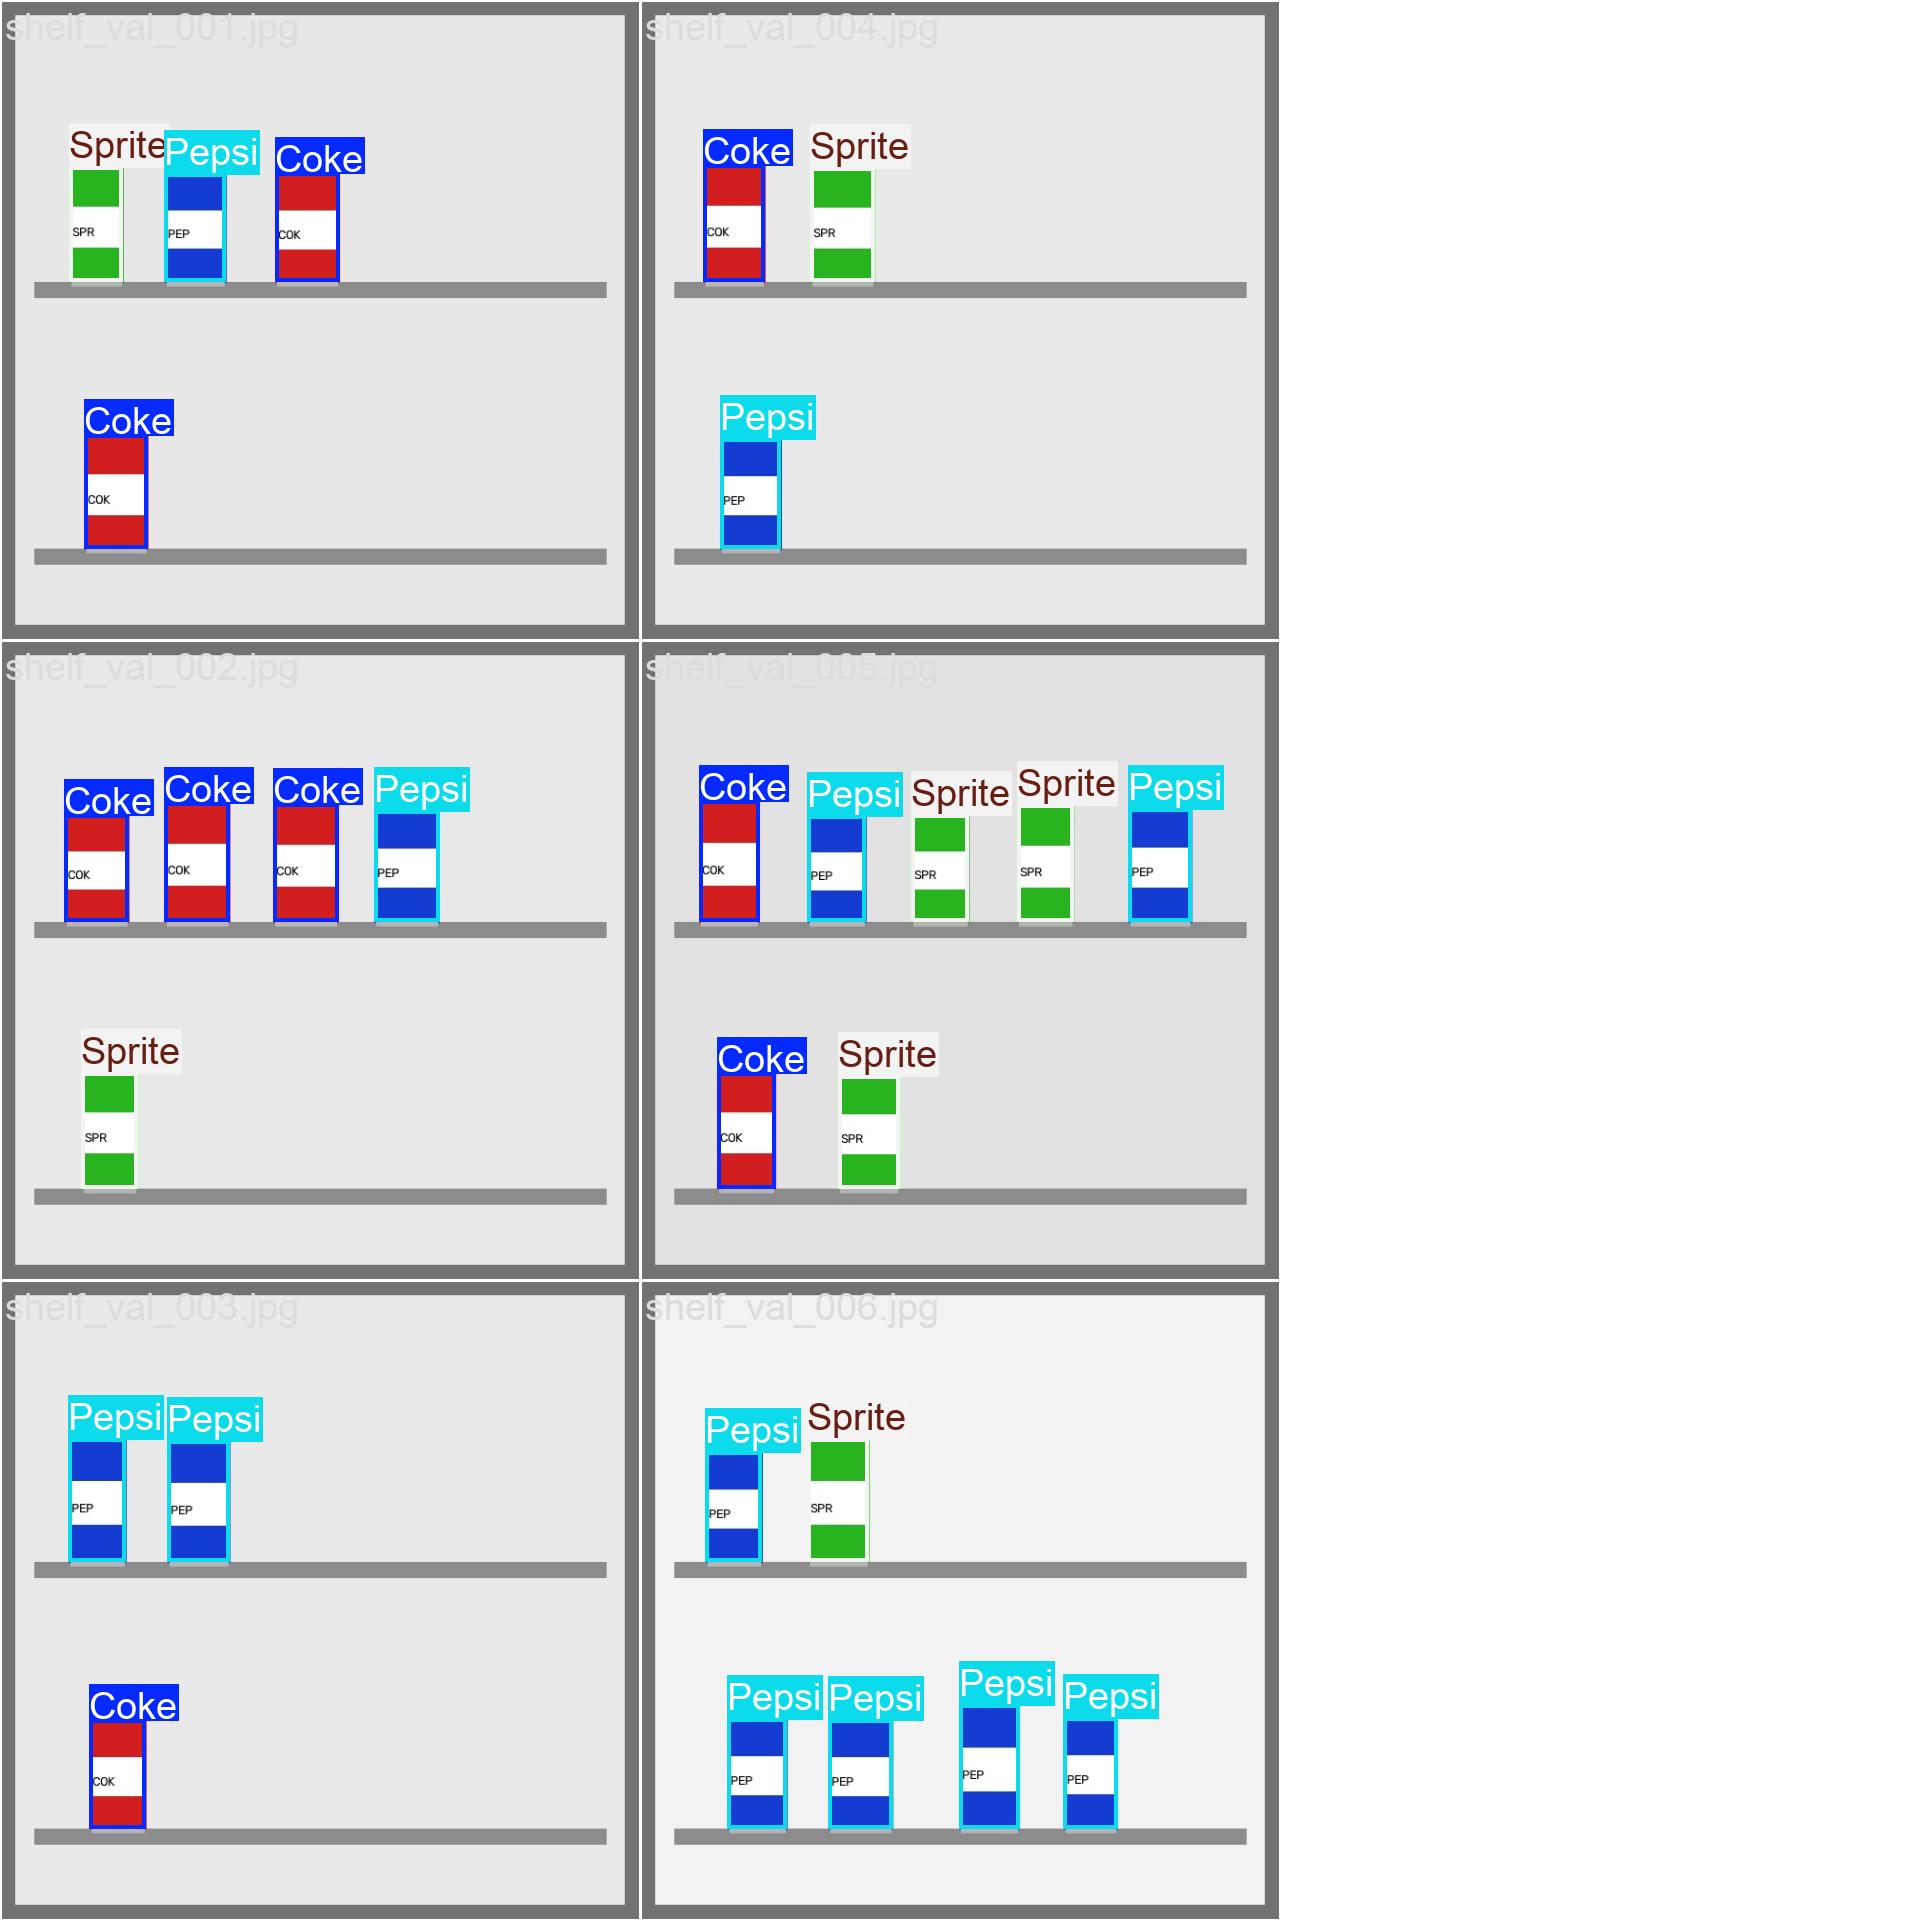 shelf_val_001.jpg
Sprite Pepsi Coke
SPR PEP COK
Coke
COK
shelf_val_004.jpg
Coke Sprite
COK SPR
Pepsi
PEP
shelf_val_002.jpg
Coke Coke Coke Pepsi
COK COK COK PEP
Sprite
SPR
shelf_val_005.jpg
Coke Pepsi Sprite Sprite Pepsi
COK PEP SPR SPR PEP
Coke Sprite
COK SPR
shelf_val_003.jpg
Pepsi Pepsi
PEP PEP
Coke
COK
shelf_val_006.jpg
Pepsi Sprite
PEP SPR
Pepsi Pepsi Pepsi Pepsi
PEP PEP PEP PEP